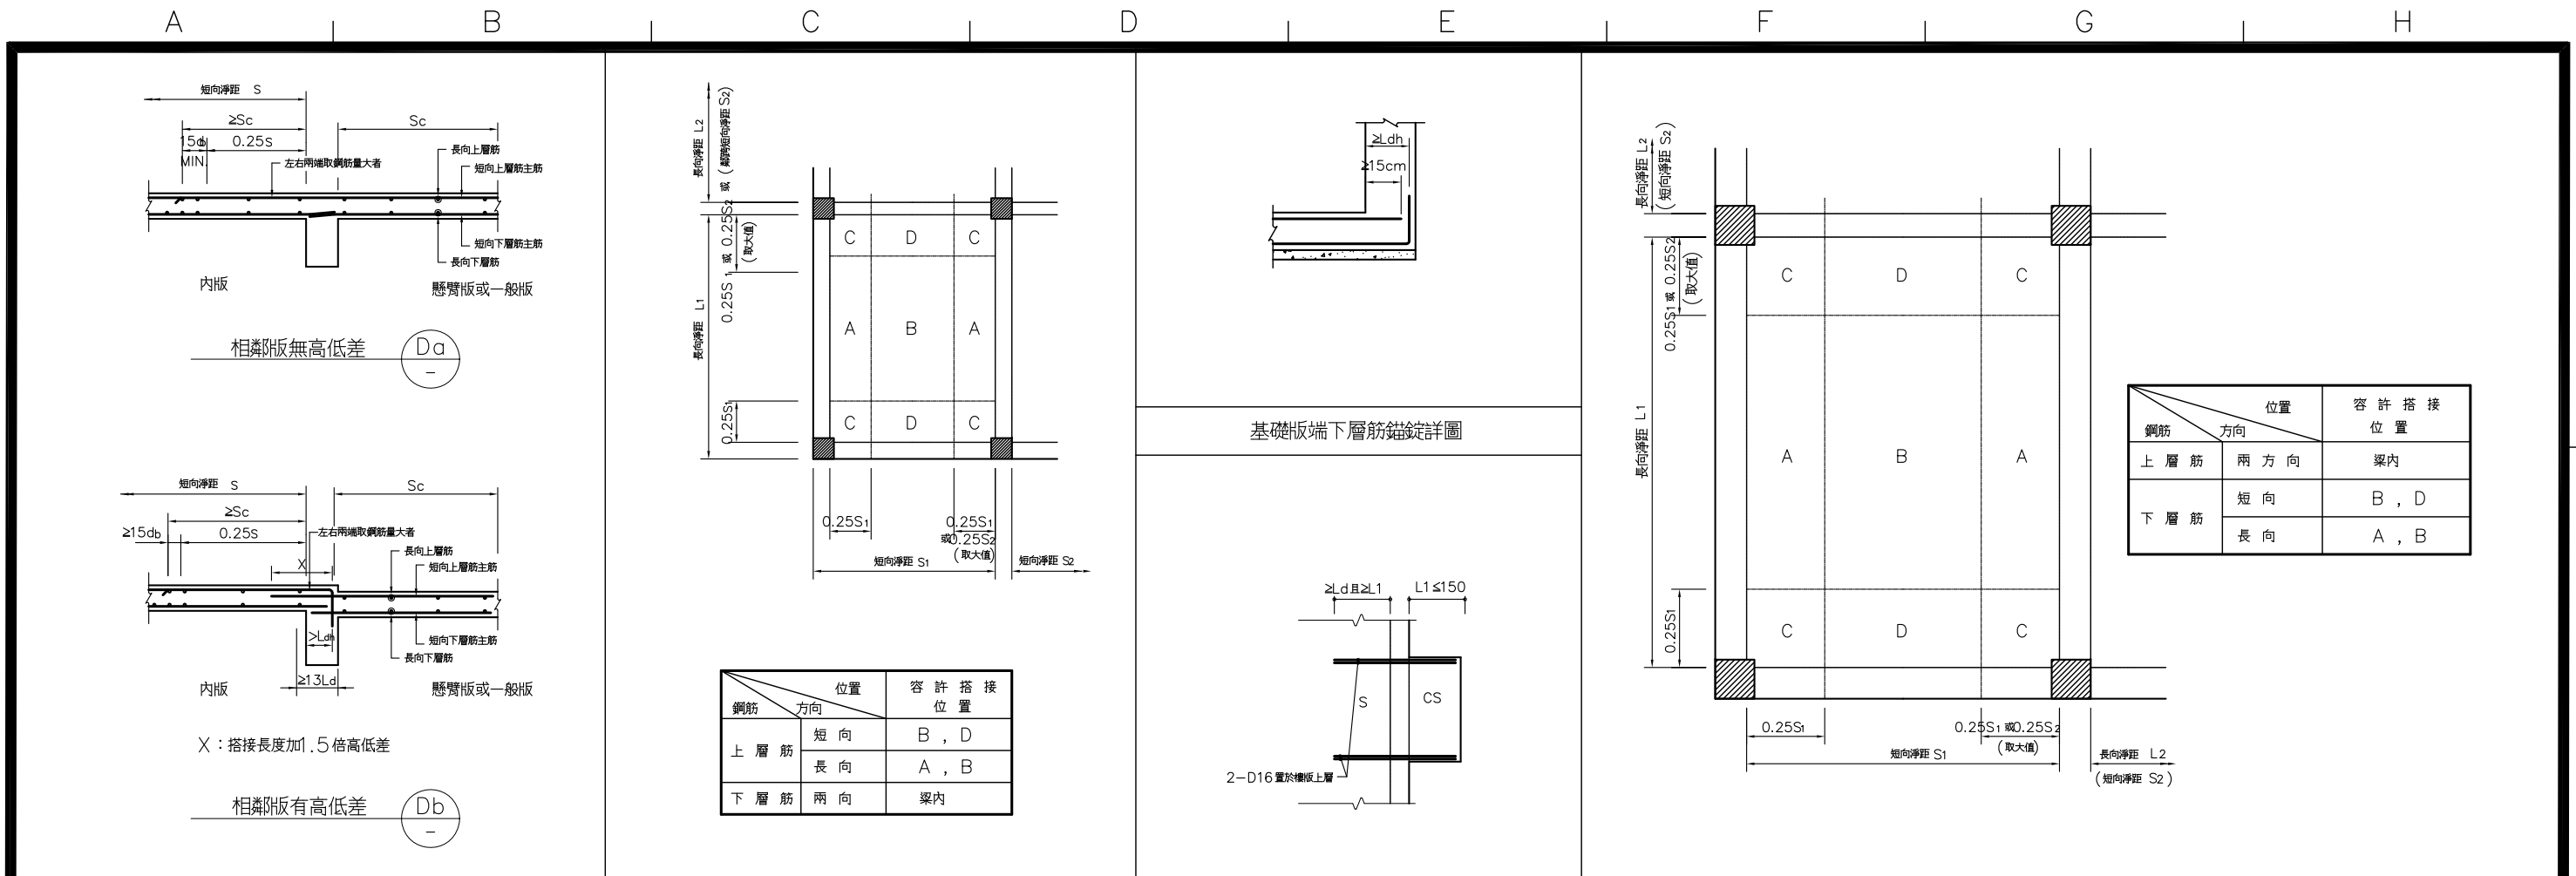 A B C D E F G H
短向淨距 S
≥Sc
Sc
15db
0.25s
MIN.
左右兩端取鋼筋量大者
長向上層筋
短向上層筋主筋
短向下層筋主筋
長向下層筋
內版
懸臂版或一般版
相鄰版無高低差
Da
-
短向淨距 S
Sc
≥Sc
≥15db
0.25s
左右兩端取鋼筋量大者
X
長向上層筋
短向上層筋主筋
>Ldh
短向下層筋主筋
長向下層筋
≥13Ld
內版
懸臂版或一般版
X：搭接長度加1.5倍高低差
相鄰版有高低差
Db
-
長向淨距 L2
或(鄰跨短向淨距 S2)
0.25S1 或 0.25S2
(取大值)
長向淨距 L1
0.25S1
C D C
A B A
C D C
0.25S1
0.25S1
或0.25S2
(取大值)
短向淨距 S1
短向淨距 S2
位置
鋼筋
方向
容許搭接
位置
上層筋
短向
B , D
長向
A , B
下層筋
兩向
梁內
≥Ldh
≥15cm
基礎版端下層筋錨錠詳圖
≥Ld且≥L1
L1≤150
S
CS
2-D16置於樓版上層
長向淨距 L2
(短向淨距 S2)
0.25S1或 0.25S2
(取大值)
長向淨距 L1
0.25S1
C D C
A B A
C D C
0.25S1
0.25S1或0.25S2
(取大值)
短向淨距 S1
長向淨距 L2
(短向淨距 S2)
位置
鋼筋
方向
容許搭接
位置
上層筋
兩方向
梁內
下層筋
短向
B , D
長向
A , B